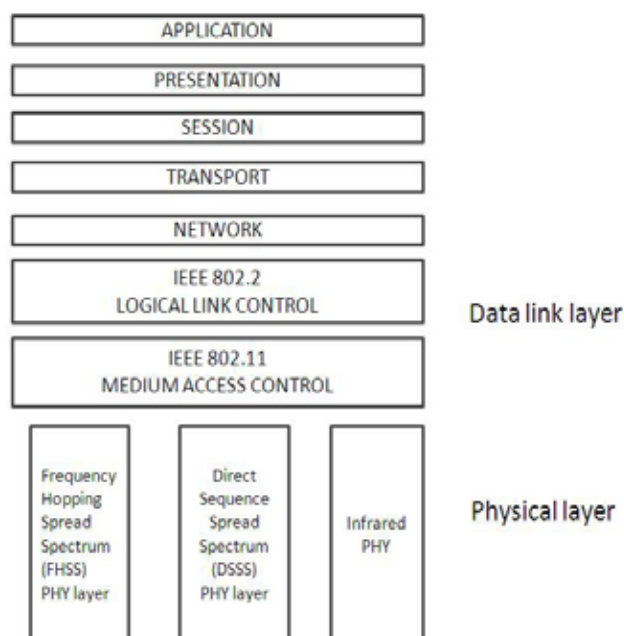 APPLICATION
PRESENTATION
SESSION
TRANSPORT
NETWORK
IEEE 802.2
LOGICAL LINK CONTROL
Data link layer
IEEE 802.11
MEDIUM ACCESS CONTROL
Frequency
Hopping
Spread
Spectrum
(FHSS)
PHY layer
Direct
Sequence
Spread
Spectrum
(DSSS)
PHY layer
Infrared
PHY
Physical layer